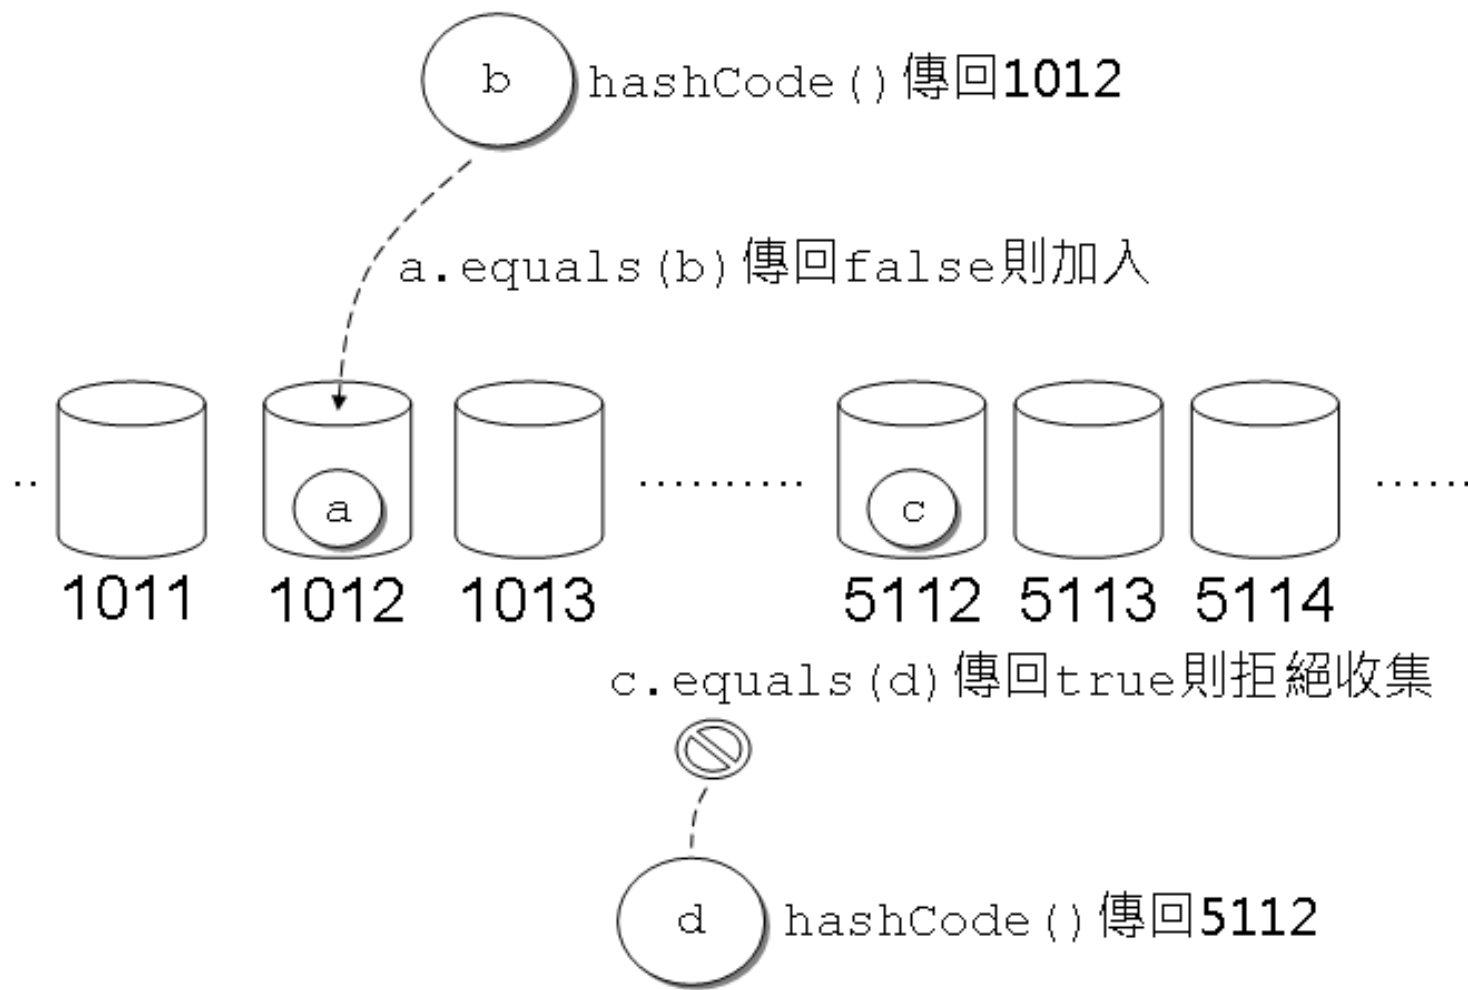 b
hashCode()傳回1012
a.equals(b)傳回false則加入
.. a .......... c ......
1011 1012 1013 5112 5113 5114
c.equals(d)傳回true則拒絕收集
d
hashCode()傳回5112